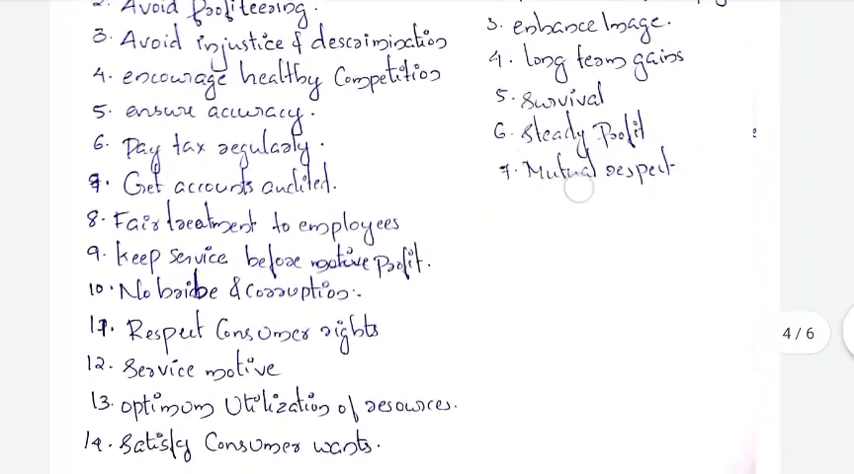 2. Avoid profiteering.
3. Avoid injustice & descrimination
4. encourage healthy Competition
5. ensure accuracy.
6. Pay tax regularly.
7. Get accounts audited.
8. Fair treatment to employees
9. keep service before motive Profit.
10. No bribe & corruption.
11. Respect Consumer rights
12. Service motive
13. optimum Utilization of resources.
14. Satisfy Consumer wants.
3. enhance Image.
4. long term gains
5. Survival
6. Steady Profit
7. Mutual respect
4 / 6